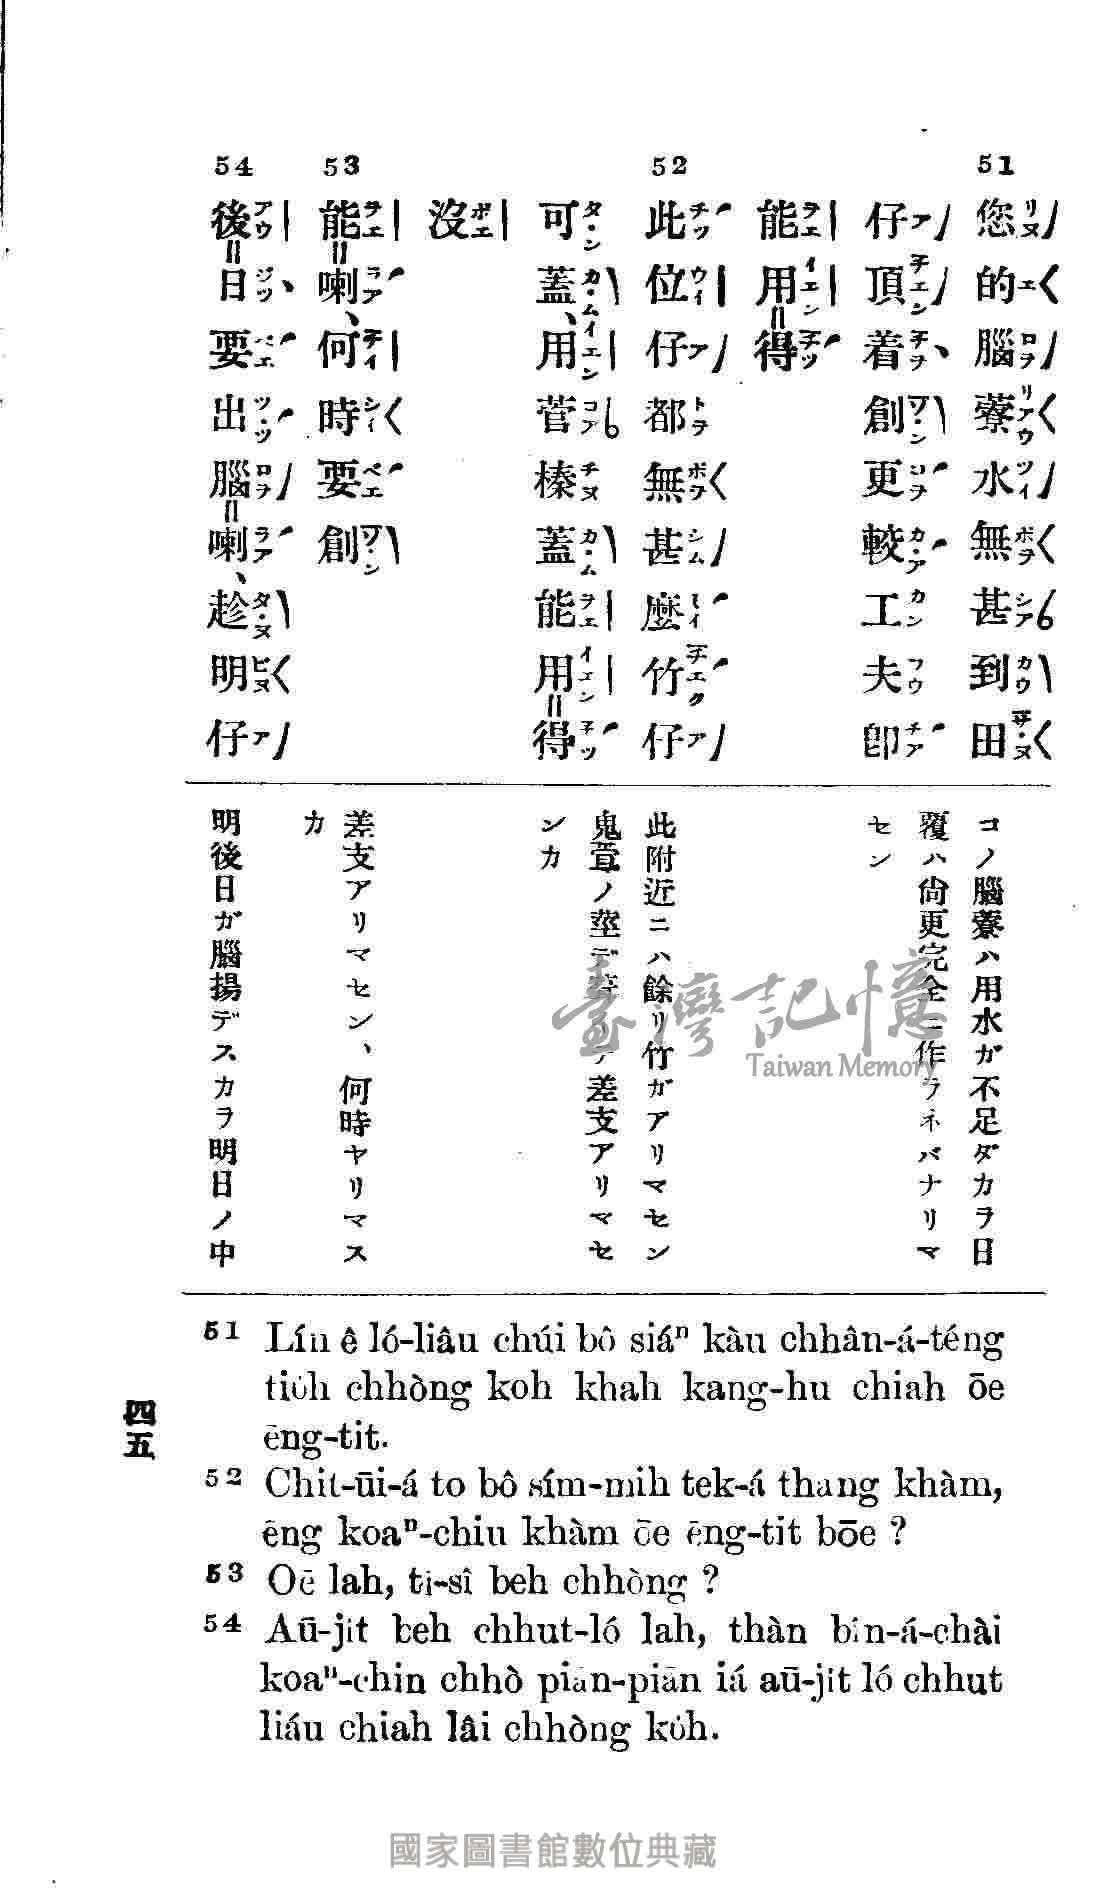 51
您的腦藔水無甚到田
仔頂着創更較工夫卽
能用得
52
此位仔都無甚麼竹仔
可蓋、用菅榛蓋能用得
沒
53
能喇、何時要創
54
後日要出腦喇、趁明仔
コノ腦藔ハ用水ガ不足ダカラ日
覆ハ尙更完全ニ作ラネバナリマ
セン
此附近ニハ餘リ竹ガアリマセン
鬼萱ノ莖デ
差支アリマセ
ンカ
差支アリマセン、何時ヤリマス
カ
明後日ガ腦揚デスカラ明日ノ中
臺灣記憶
Taiwan Memory
51 Lín ê ló-liâu chúi bô siáⁿ kàu chhân-á-téng
tio̍h chhòng koh khah kang-hu chiah ōe
ēng-tit.
52 Chit-ūi-á to bô sím-mih tek-á thang khàm,
ēng koaⁿ-chiu khàm ōe ēng-tit bōe ?
53 Oē lah, ti-sî beh chhòng ?
54 Aū-jit beh chhut-ló lah, thàn bín-á-chài
koaⁿ-chin chhò piān-piān iá aū-jit ló chhut
liáu chiah lâi chhòng ko̍h.
四五
國家圖書館數位典藏